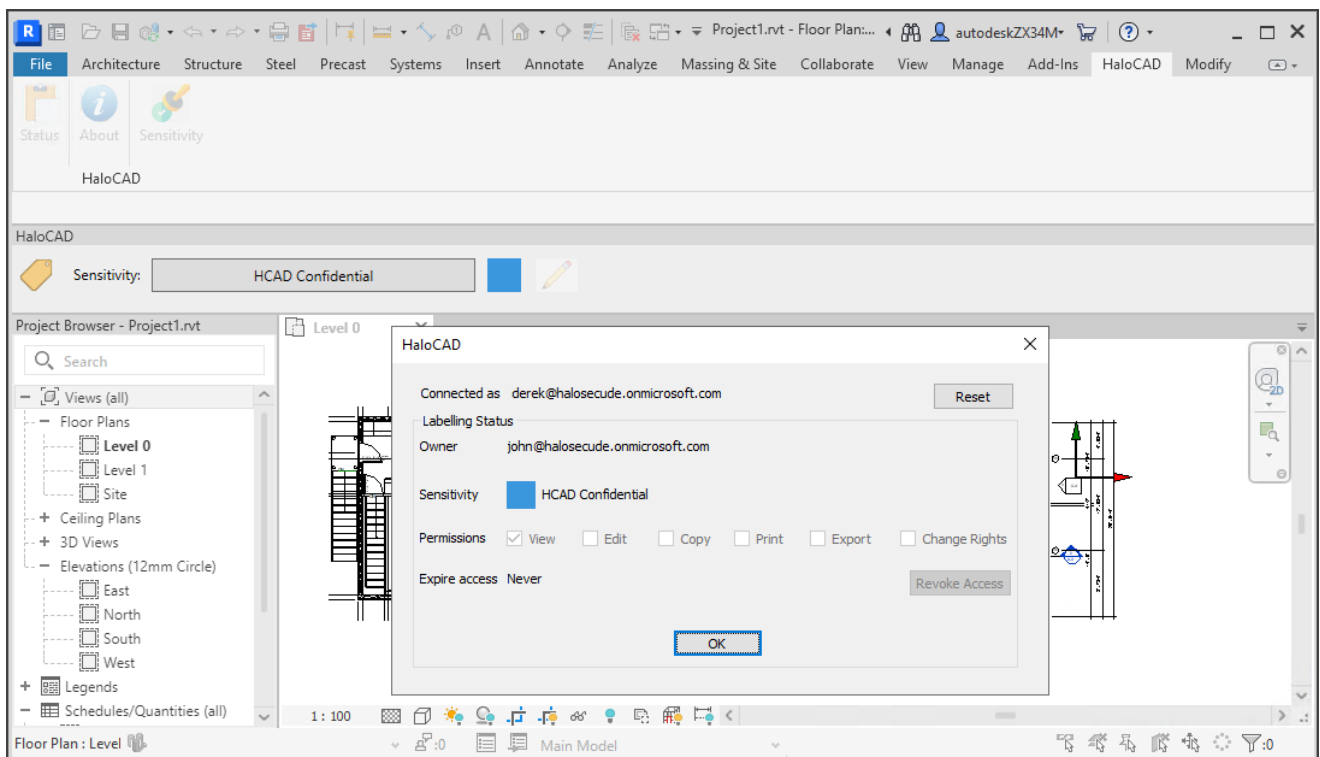 R Project1.rvt - Floor Plan:... autodeskZX34M
File Architecture Structure Steel Precast Systems Insert Annotate Analyze Massing & Site Collaborate View Manage Add-Ins HaloCAD Modify
Status About Sensitivity
HaloCAD
HaloCAD
Sensitivity: HCAD Confidential
Project Browser - Project1.rvt
Level 0
Search
Views (all)
Floor Plans
Level 0
Level 1
Site
Ceiling Plans
3D Views
Elevations (12mm Circle)
East
North
South
West
Legends
Schedules/Quantities (all)
HaloCAD
Connected as derek@halosecude.onmicrosoft.com Reset
Labelling Status
Owner john@halosecude.onmicrosoft.com
Sensitivity HCAD Confidential
Permissions View Edit Copy Print Export Change Rights
Expire access Never Revoke Access
OK
2D
1 : 100
Floor Plan : Level :0 Main Model :0